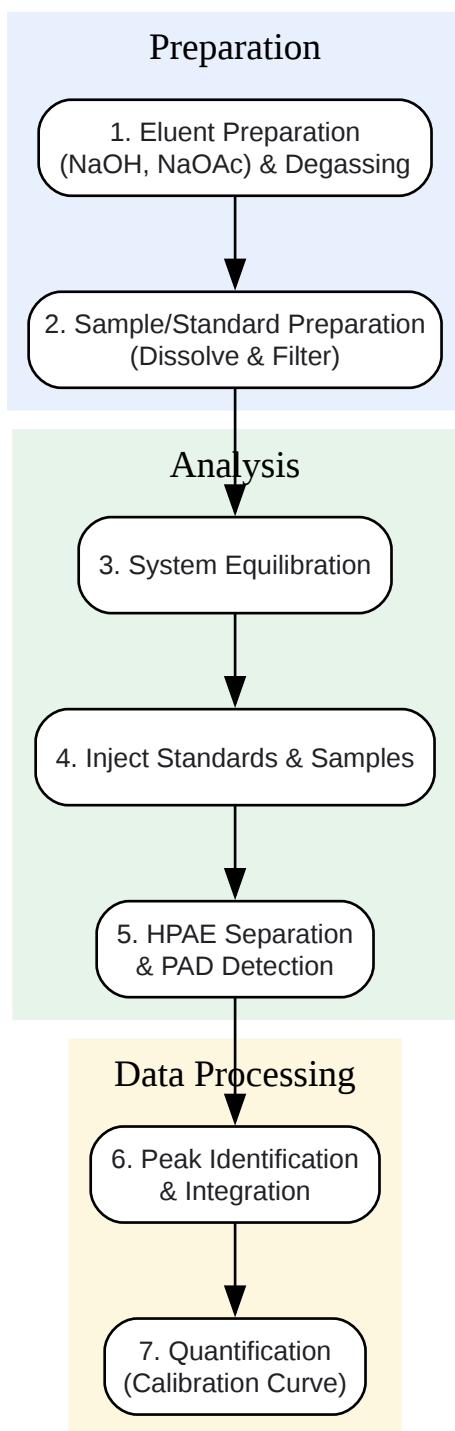 Preparation
1. Eluent Preparation
(NaOH, NaOAc) & Degassing
2. Sample/Standard Preparation
(Dissolve & Filter)
Analysis
3. System Equilibration
4. Inject Standards & Samples
5. HPAE Separation
& PAD Detection
Data Processing
6. Peak Identification
& Integration
7. Quantification
(Calibration Curve)